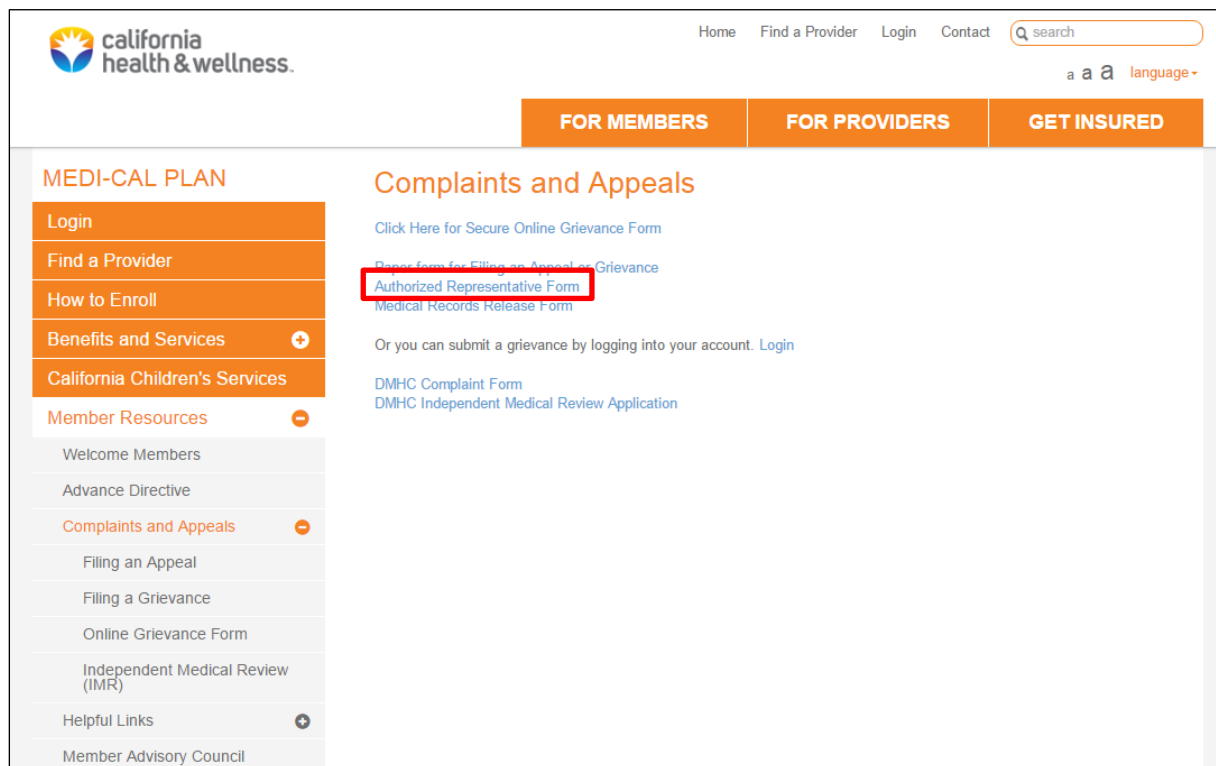 california
health & wellness.
Home Find a Provider Login Contact search
a a a language
FOR MEMBERS FOR PROVIDERS GET INSURED
MEDI-CAL PLAN
Login
Find a Provider
How to Enroll
Benefits and Services
California Children's Services
Member Resources
Welcome Members
Advance Directive
Complaints and Appeals
Filing an Appeal
Filing a Grievance
Online Grievance Form
Independent Medical Review
(IMR)
Helpful Links
Member Advisory Council
Complaints and Appeals
Click Here for Secure Online Grievance Form
Paper form for Filing an Appeal or Grievance
Authorized Representative Form
Medical Records Release Form
Or you can submit a grievance by logging into your account. Login
DMHC Complaint Form
DMHC Independent Medical Review Application